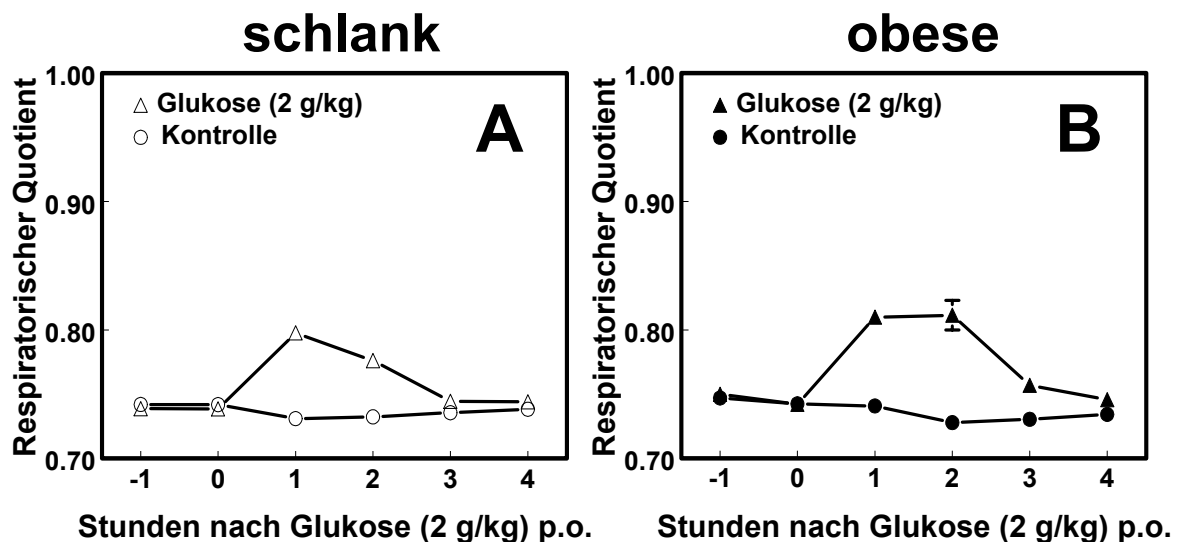 schlank
1.00
0.90
0.80
0.70
Respiratorischer Quotient
△ Glukose (2 g/kg)
○ Kontrolle
A
-1 0 1 2 3 4
Stunden nach Glukose (2 g/kg) p.o.
obese
1.00
0.90
0.80
0.70
Respiratorischer Quotient
▲ Glukose (2 g/kg)
● Kontrolle
B
-1 0 1 2 3 4
Stunden nach Glukose (2 g/kg) p.o.